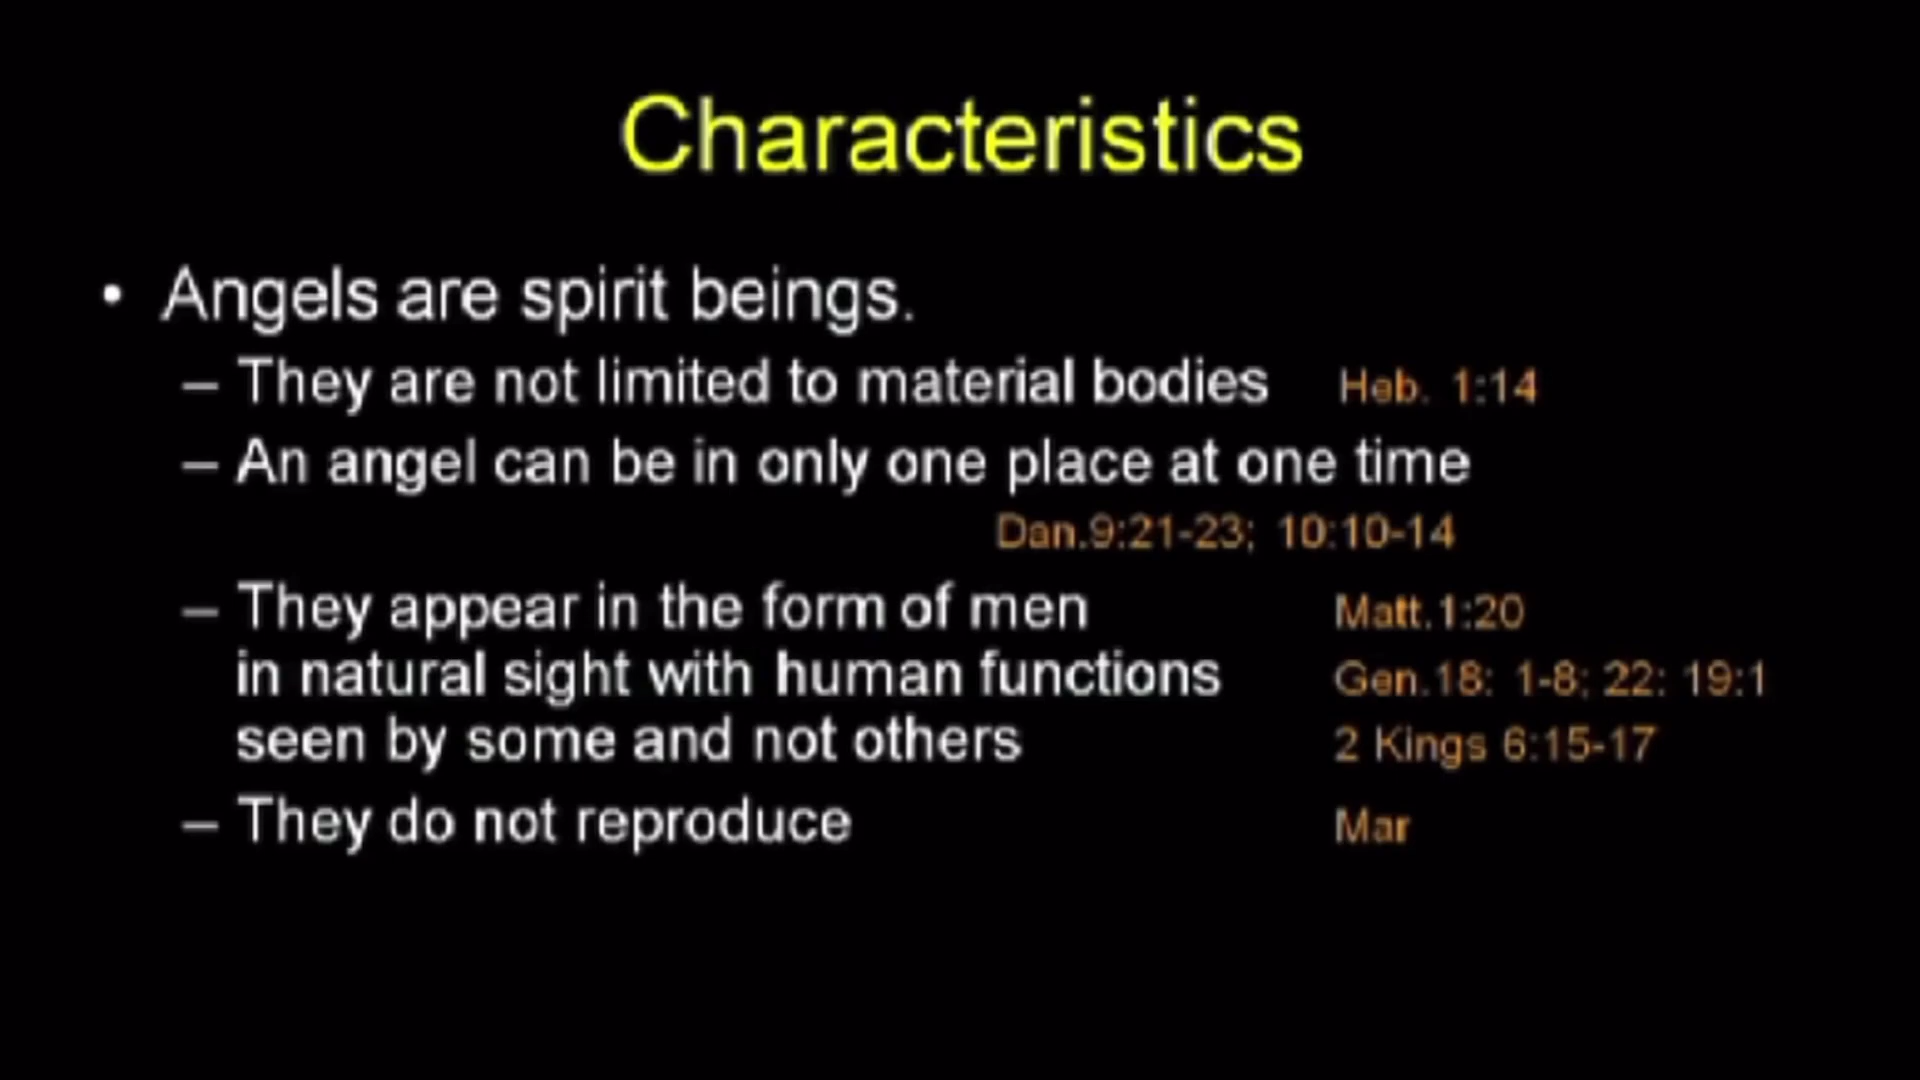 Characteristics
• Angels are spirit beings.
– They are not limited to material bodies Heb. 1:14
– An angel can be in only one place at one time
Dan.9:21-23; 10:10-14
– They appear in the form of men Matt.1:20
in natural sight with human functions Gen.18: 1-8; 22: 19:1
seen by some and not others 2 Kings 6:15-17
– They do not reproduce Mar